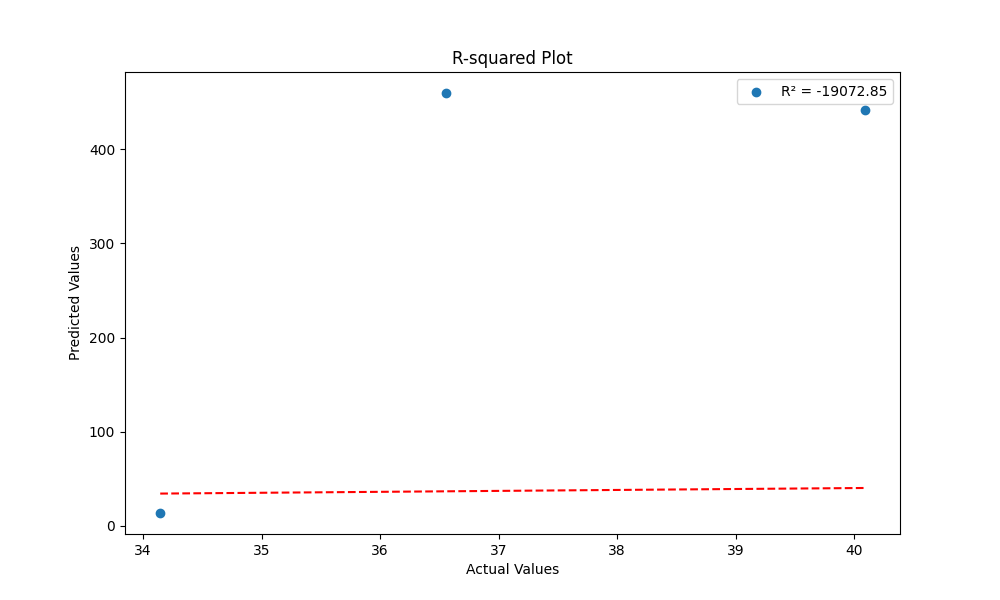 R-squared Plot
R² = -19072.85
Predicted Values
400
300
200
100
0
34 35 36 37 38 39 40
Actual Values